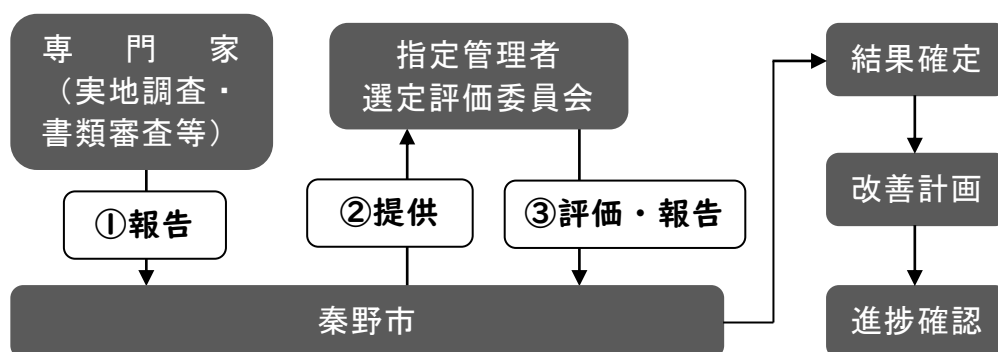 専門家
（実地調査・
書類審査等）
指定管理者
選定評価委員会
結果確定
①報告
②提供
③評価・報告
改善計画
秦野市
進捗確認